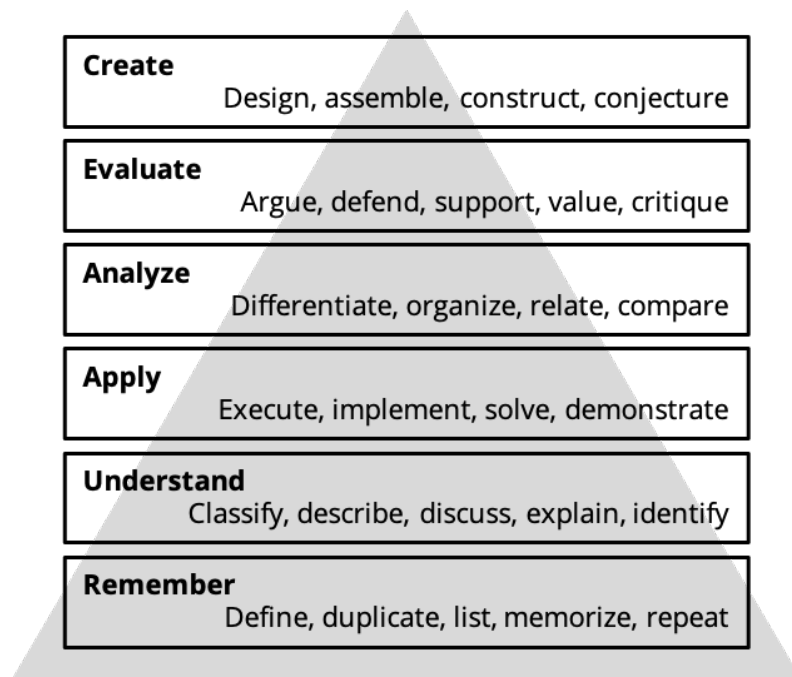 Create
Design, assemble, construct, conjecture
Evaluate
Argue, defend, support, value, critique
Analyze
Differentiate, organize, relate, compare
Apply
Execute, implement, solve, demonstrate
Understand
Classify, describe, discuss, explain, identify
Remember
Define, duplicate, list, memorize, repeat